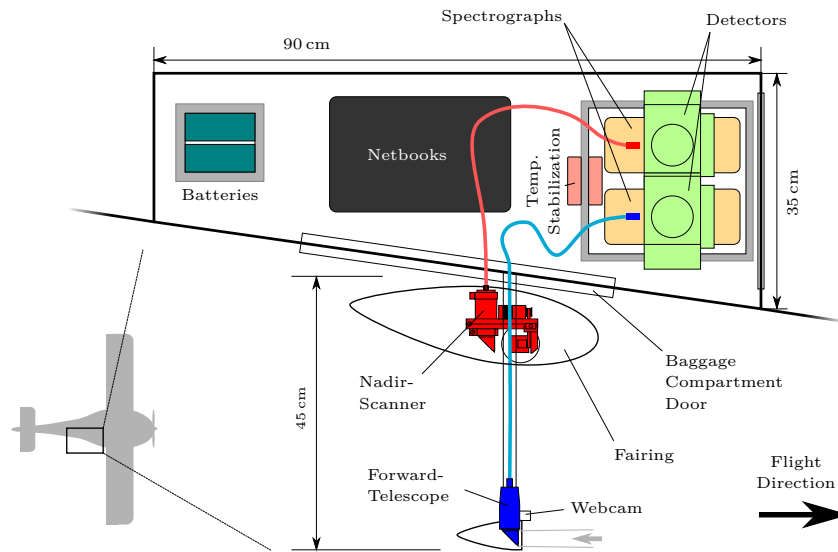 Spectrographs
Detectors
90 cm
Netbooks
Temp.
Stabilization
Batteries
35 cm
45 cm
Nadir-
Scanner
Baggage
Compartment
Door
Fairing
Forward-
Telescope
Webcam
Flight
Direction